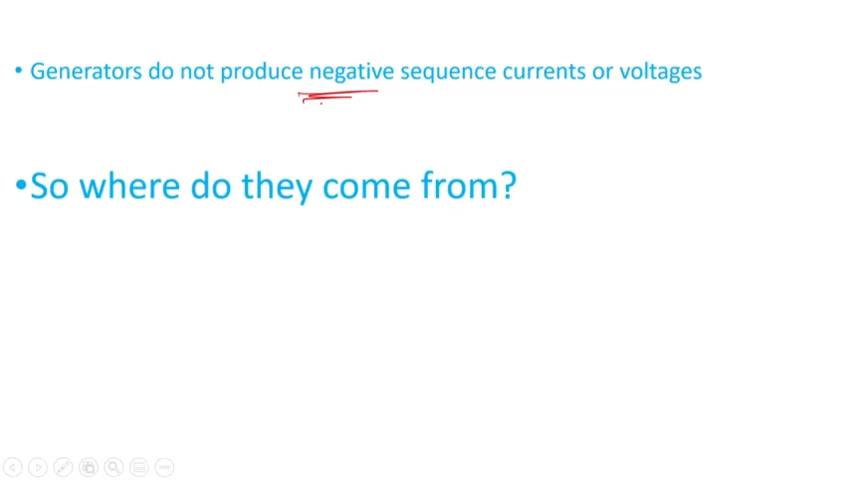 • Generators do not produce negative sequence currents or voltages
•So where do they come from?